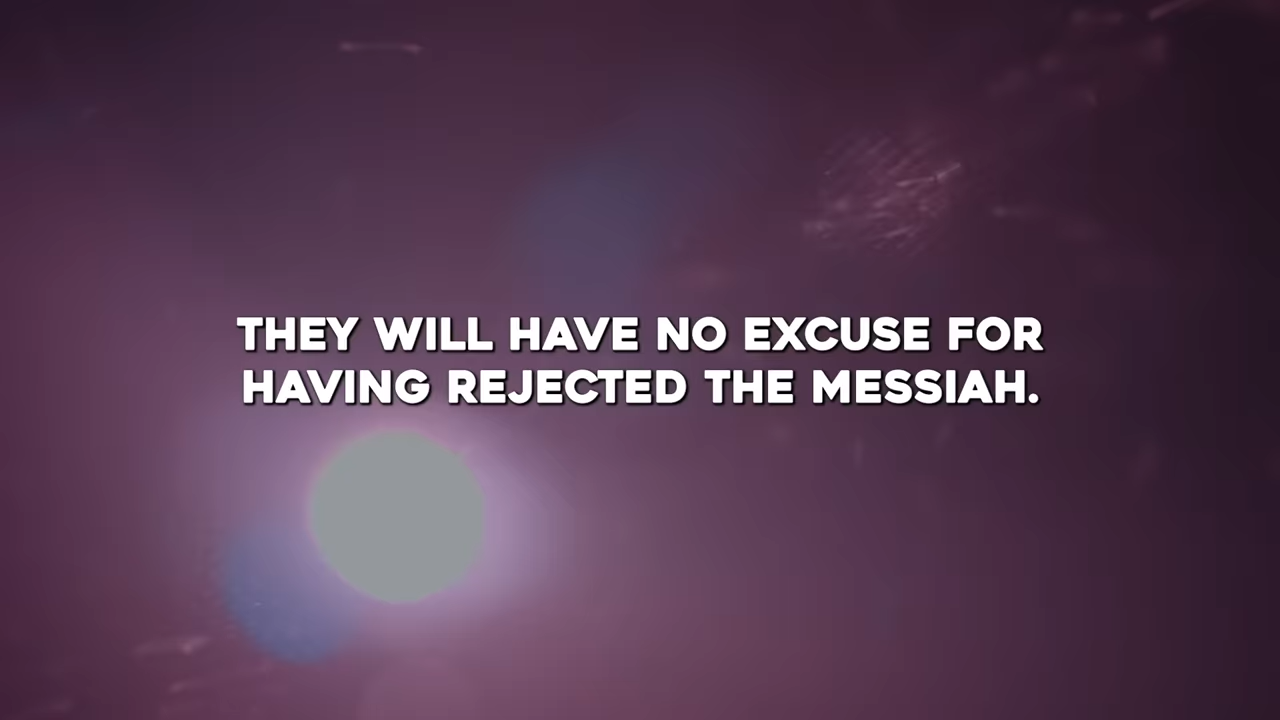 THEY WILL HAVE NO EXCUSE FOR
HAVING REJECTED THE MESSIAH.